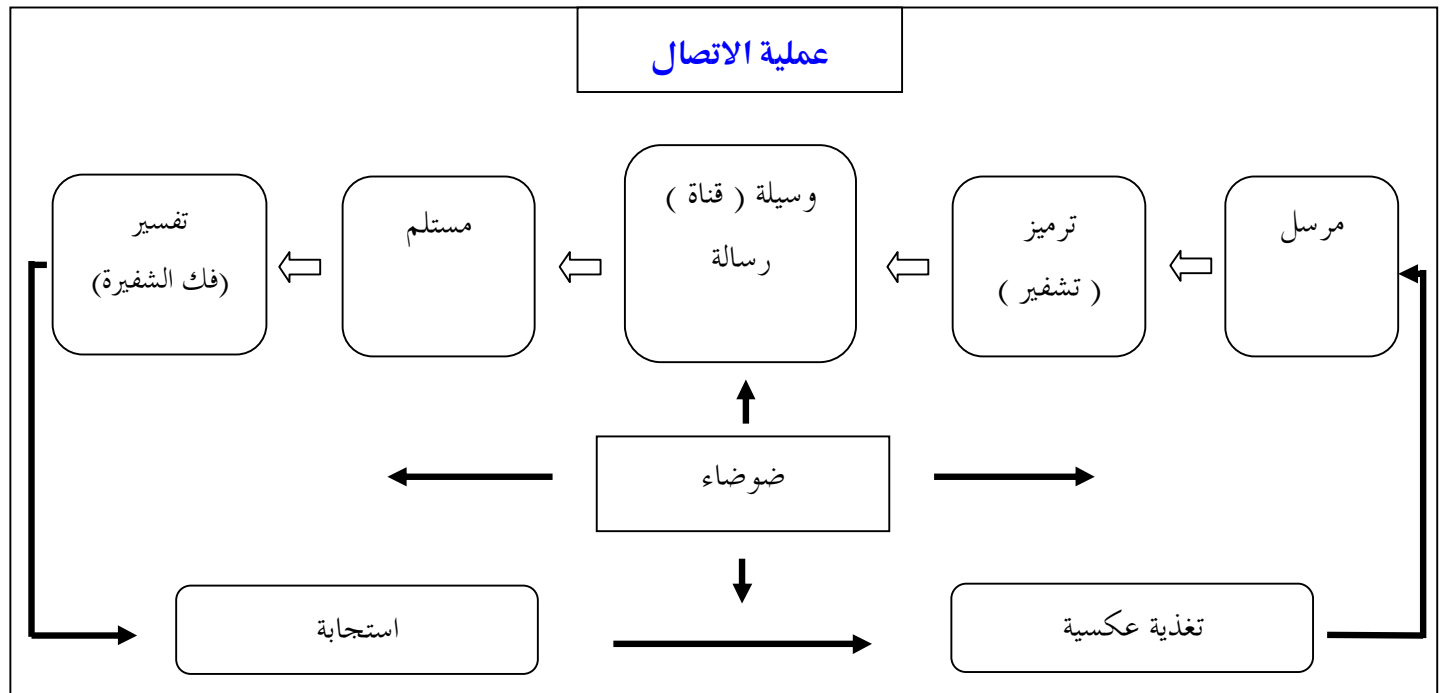 عملية الاتصال
مرسل
ترميز
( تشفير )
وسيلة ( قناة )
رسالة
مستلم
تفسير
(فك الشفيرة)
ضوضاء
استجابة
تغذية عكسية